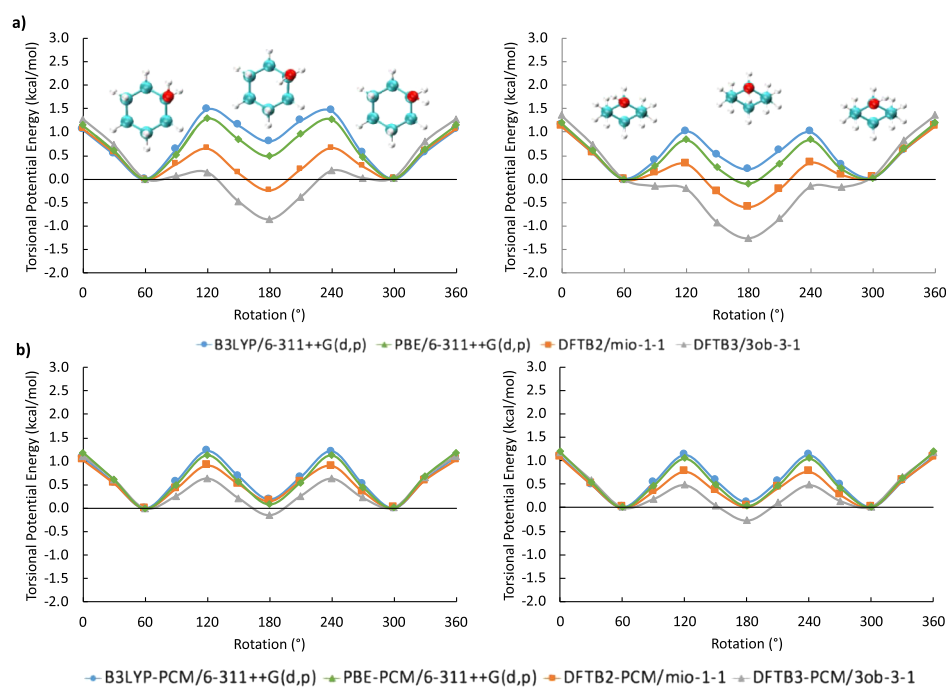 a)
Torsional Potential Energy (kcal/mol)
3.0
2.5
2.0
1.5
1.0
0.5
0.0
-0.5
-1.0
-1.5
-2.0
0 60 120 180 240 300 360
Rotation (°)
Torsional Potential Energy (kcal/mol)
3.0
2.5
2.0
1.5
1.0
0.5
0.0
-0.5
-1.0
-1.5
-2.0
0 60 120 180 240 300 360
Rotation (°)
B3LYP/6-311++G(d,p) PBE/6-311++G(d,p) DFTB2/mio-1-1 DFTB3/3ob-3-1
b)
Torsional Potential Energy (kcal/mol)
3.0
2.5
2.0
1.5
1.0
0.5
0.0
-0.5
-1.0
-1.5
-2.0
0 60 120 180 240 300 360
Rotation (°)
Torsional Potential Energy (kcal/mol)
3.0
2.5
2.0
1.5
1.0
0.5
0.0
-0.5
-1.0
-1.5
-2.0
0 60 120 180 240 300 360
Rotation (°)
B3LYP-PCM/6-311++G(d,p) PBE-PCM/6-311++G(d,p) DFTB2-PCM/mio-1-1 DFTB3-PCM/3ob-3-1